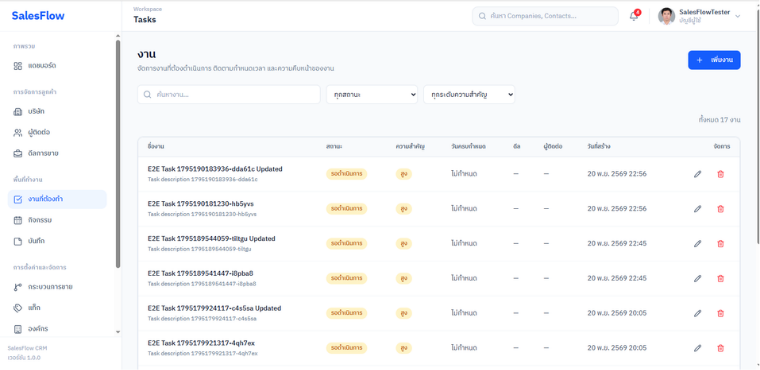 SalesFlow
Workspace
Tasks
ค้นหา Companies, Contacts...
4
SalesFlowTester
บัญชีผู้ใช้
ภาพรวม
แดชบอร์ด
การจัดการลูกค้า
บริษัท
ผู้ติดต่อ
ดีลการขาย
พื้นที่ทำงาน
งานที่ต้องทำ
กิจกรรม
บันทึก
การตั้งค่าและจัดการ
กระบวนการขาย
แท็ก
องค์กร
SalesFlow CRM
เวอร์ชัน 1.0.0
งาน
จัดการงานที่ต้องดำเนินการ ติดตามกำหนดเวลา และความคืบหน้าของงาน
+ เพิ่มงาน
ค้นหางาน...
ทุกสถานะ
ทุกระดับความสำคัญ
ทั้งหมด 17 งาน
ชื่องาน สถานะ ความสำคัญ วันครบกำหนด ดีล ผู้ติดต่อ วันที่สร้าง จัดการ
E2E Task 1795190183936-dda61c Updated รอดำเนินการ สูง ไม่กำหนด — — 20 พ.ย. 2569 22:56
Task description 1795190183936-dda61c
E2E Task 1795190181230-hb5yvs รอดำเนินการ สูง ไม่กำหนด — — 20 พ.ย. 2569 22:56
Task description 1795190181230-hb5yvs
E2E Task 1795189544059-tiltgu Updated รอดำเนินการ สูง ไม่กำหนด — — 20 พ.ย. 2569 22:45
Task description 1795189544059-tiltgu
E2E Task 1795189541447-i8pba8 รอดำเนินการ สูง ไม่กำหนด — — 20 พ.ย. 2569 22:45
Task description 1795189541447-i8pba8
E2E Task 1795179924117-c4s5sa Updated รอดำเนินการ สูง ไม่กำหนด — — 20 พ.ย. 2569 20:05
Task description 1795179924117-c4s5sa
E2E Task 1795179921317-4qh7ex รอดำเนินการ สูง ไม่กำหนด — — 20 พ.ย. 2569 20:05
Task description 1795179921317-4qh7ex